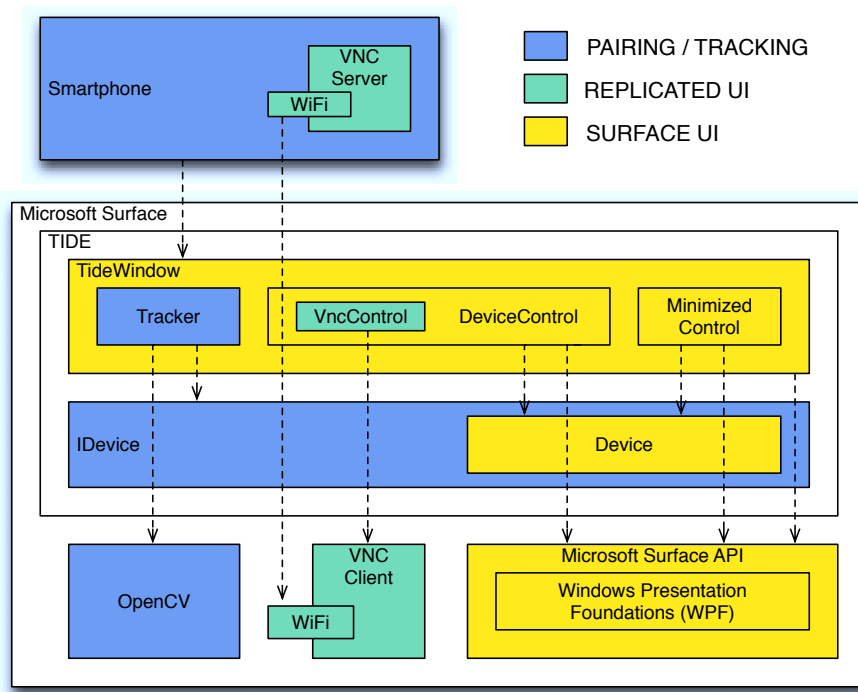 VNC
Server
Smartphone
WiFi
PAIRING / TRACKING
REPLICATED UI
SURFACE UI
Microsoft Surface
TIDE
TideWindow
Tracker
VncControl
DeviceControl
Minimized
Control
IDevice
Device
OpenCV
VNC
Client
WiFi
Microsoft Surface API
Windows Presentation
Foundations (WPF)